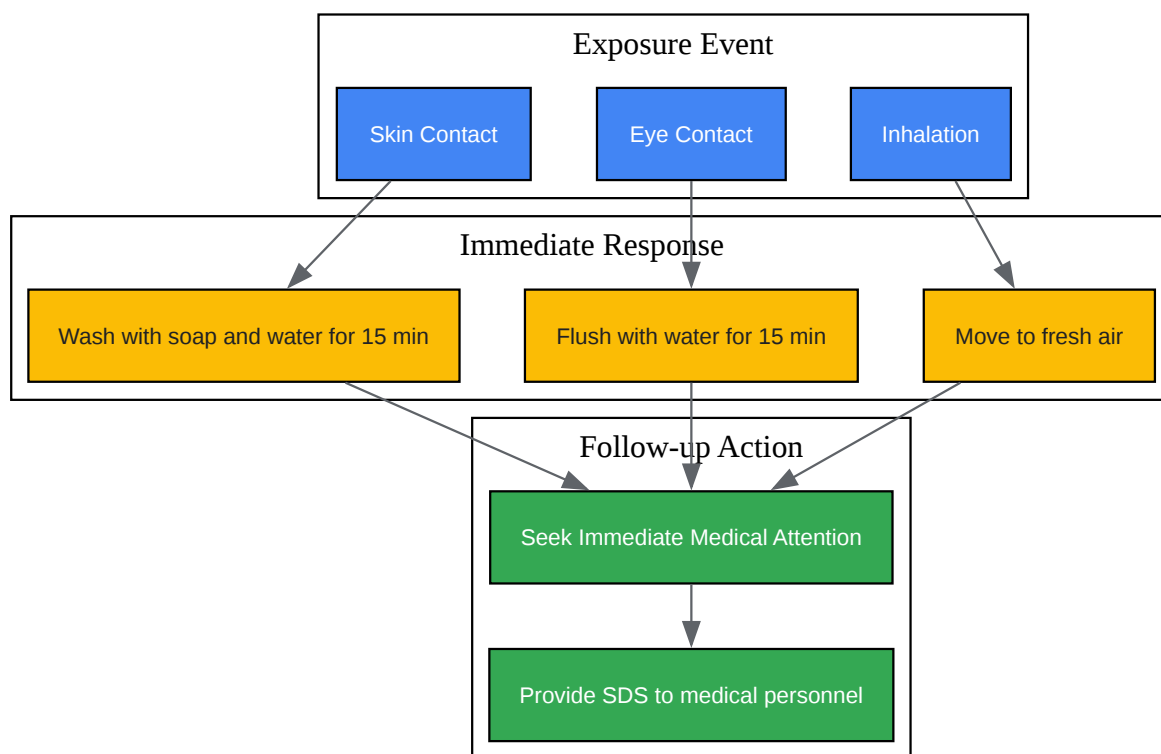 Exposure Event
Skin Contact
Eye Contact
Inhalation
Immediate Response
Wash with soap and water for 15 min
Flush with water for 15 min
Move to fresh air
Follow-up Action
Seek Immediate Medical Attention
Provide SDS to medical personnel